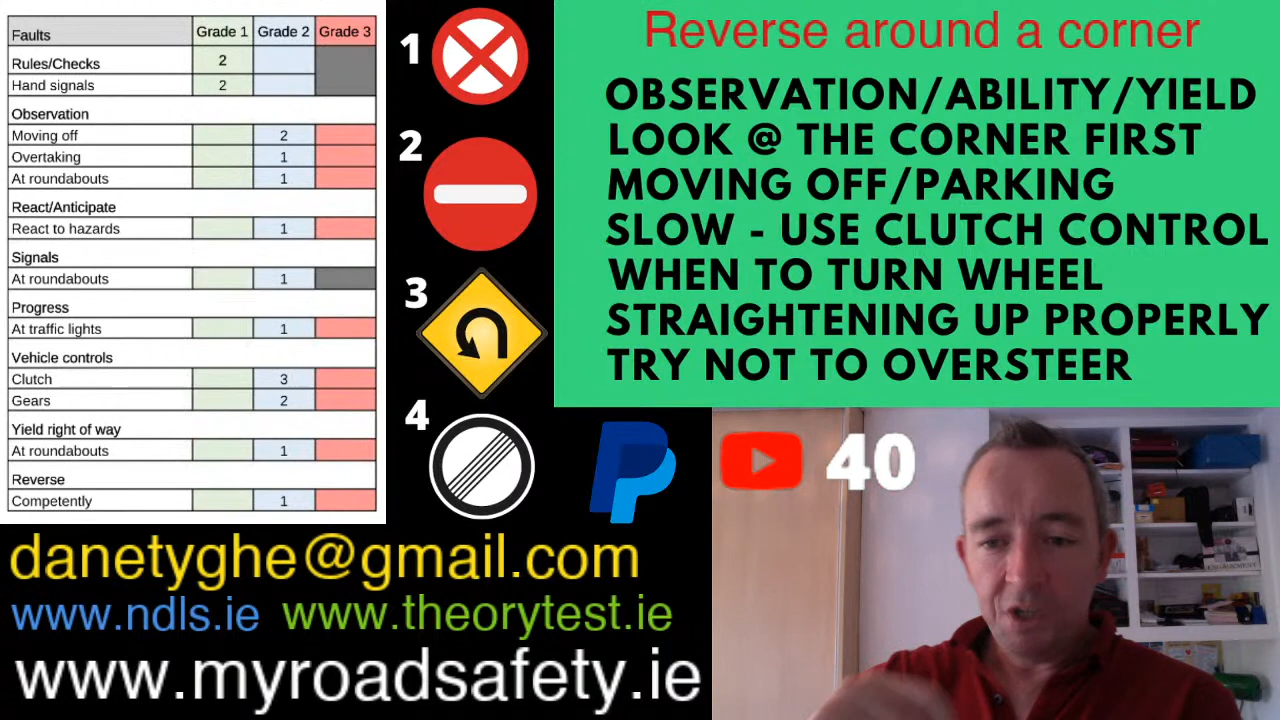 Faults Grade 1 Grade 2 Grade 3
Rules/Checks 2
Hand signals 2
Observation
Moving off 2
Overtaking 1
At roundabouts 1
React/Anticipate
React to hazards 1
Signals
At roundabouts 1
Progress
At traffic lights 1
Vehicle controls
Clutch 3
Gears 2
Yield right of way
At roundabouts 1
Reverse
Competently 1
1
2
3
4
Reverse around a corner
OBSERVATION/ABILITY/YIELD
LOOK @ THE CORNER FIRST
MOVING OFF/PARKING
SLOW - USE CLUTCH CONTROL
WHEN TO TURN WHEEL
STRAIGHTENING UP PROPERLY
TRY NOT TO OVERSTEER
40
danetyghe@gmail.com
www.ndls.ie www.theorytest.ie
www.myroadsafety.ie